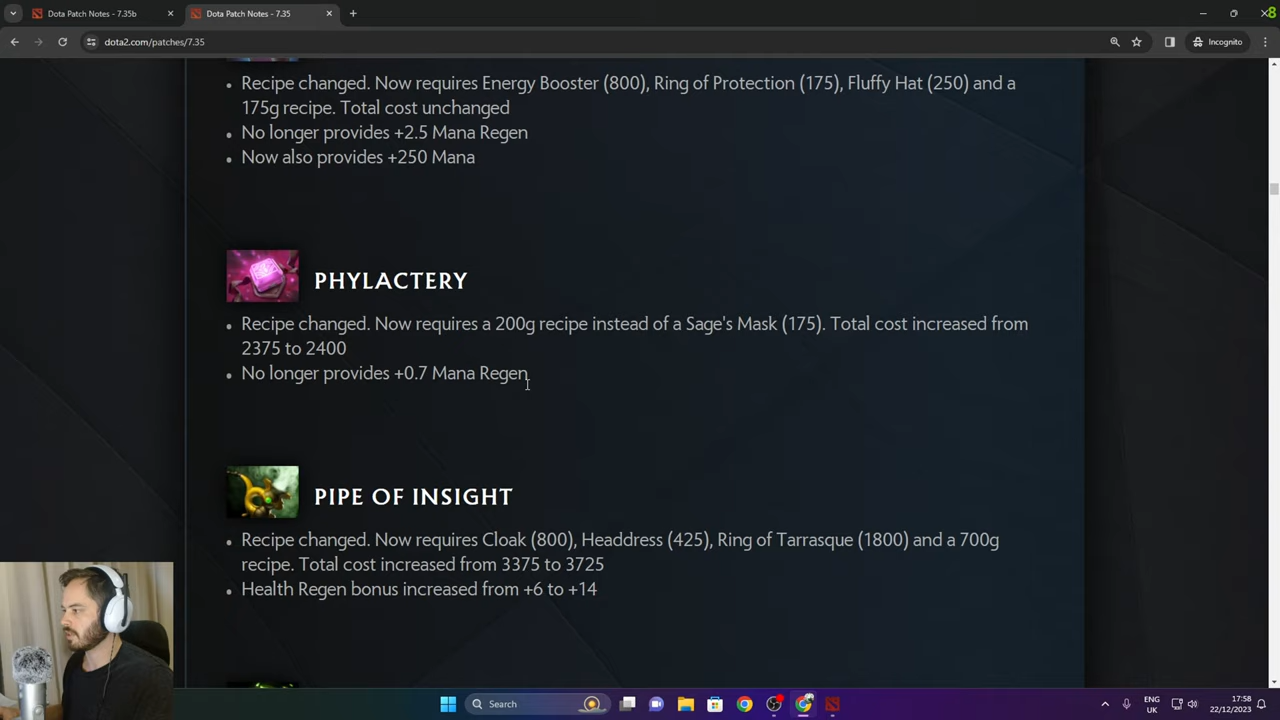 Dota Patch Notes - 7.35b
Dota Patch Notes - 7.35
8
dota2.com/patches/7.35
Incognito
Recipe changed. Now requires Energy Booster (800), Ring of Protection (175), Fluffy Hat (250) and a
175g recipe. Total cost unchanged
No longer provides +2.5 Mana Regen
Now also provides +250 Mana
PHYLACTERY
Recipe changed. Now requires a 200g recipe instead of a Sage's Mask (175). Total cost increased from
2375 to 2400
No longer provides +0.7 Mana Regen
PIPE OF INSIGHT
Recipe changed. Now requires Cloak (800), Headdress (425), Ring of Tarrasque (1800) and a 700g
recipe. Total cost increased from 3375 to 3725
Health Regen bonus increased from +6 to +14
Search
ENG
UK
17:58
22/12/2023